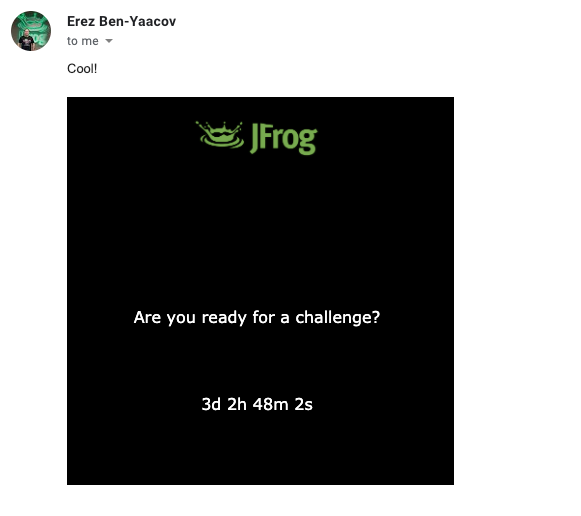 Erez Ben-Yaacov
to me
Cool!
JFrog
Are you ready for a challenge?
3d 2h 48m 2s